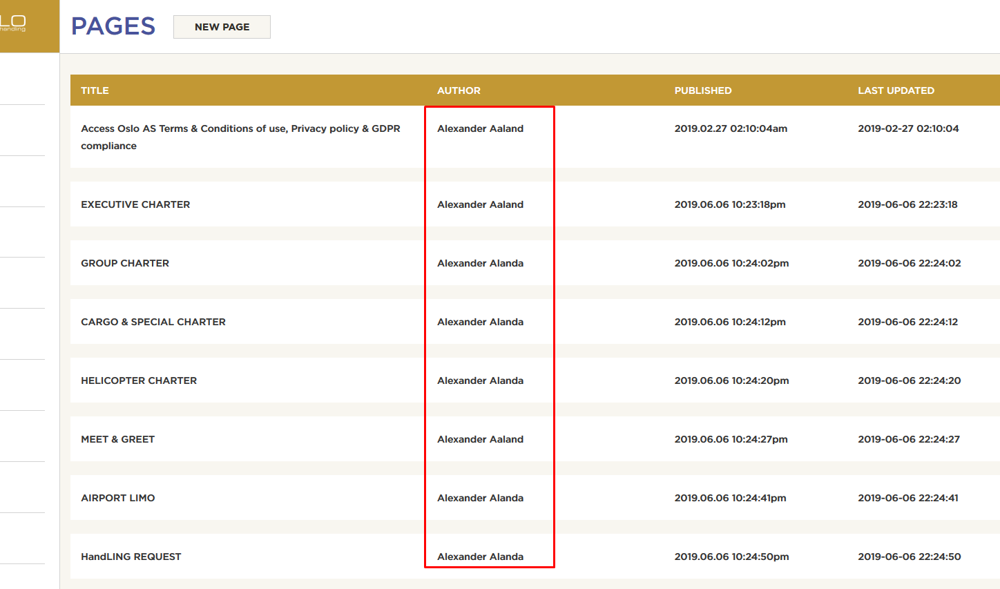 LO
handling
PAGES
NEW PAGE
TITLE AUTHOR PUBLISHED LAST UPDATED
Access Oslo AS Terms & Conditions of use, Privacy policy & GDPR Alexander Aaland 2019.02.27 02:10:04am 2019-02-27 02:10:04
compliance
EXECUTIVE CHARTER Alexander Aaland 2019.06.06 10:23:18pm 2019-06-06 22:23:18
GROUP CHARTER Alexander Alanda 2019.06.06 10:24:02pm 2019-06-06 22:24:02
CARGO & SPECIAL CHARTER Alexander Alanda 2019.06.06 10:24:12pm 2019-06-06 22:24:12
HELICOPTER CHARTER Alexander Alanda 2019.06.06 10:24:20pm 2019-06-06 22:24:20
MEET & GREET Alexander Aaland 2019.06.06 10:24:27pm 2019-06-06 22:24:27
AIRPORT LIMO Alexander Alanda 2019.06.06 10:24:41pm 2019-06-06 22:24:41
HandLING REQUEST Alexander Alanda 2019.06.06 10:24:50pm 2019-06-06 22:24:50